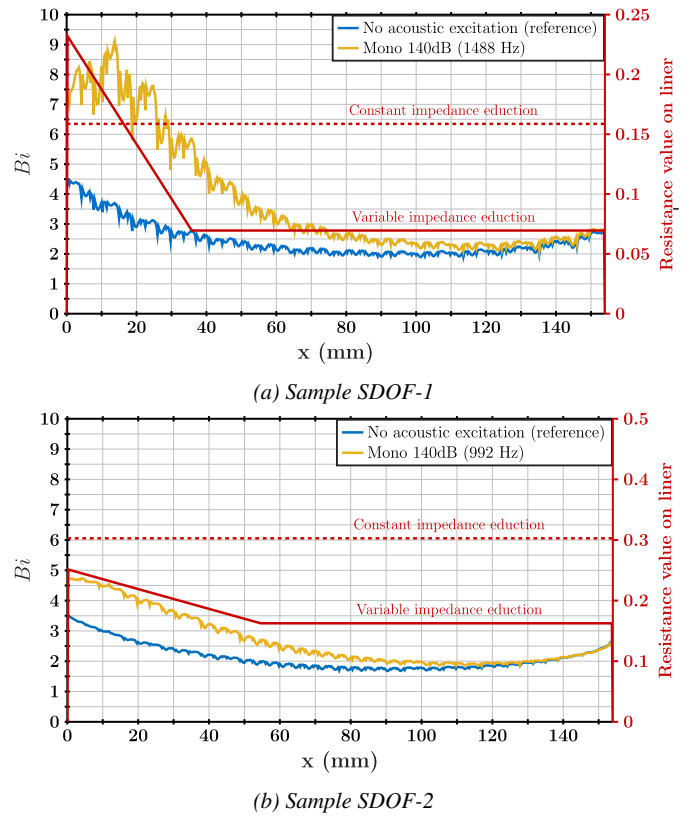 No acoustic excitation (reference)
Mono 140dB (1488 Hz)
Constant impedance eduction
Variable impedance eduction
10
9
8
7
6
5
4
3
2
1
0
Bi
0.25
0.2
0.15
0.1
0.05
0
Resistance value on liner
0 20 40 60 80 100 120 140
x (mm)
(a) Sample SDOF-1
No acoustic excitation (reference)
Mono 140dB (992 Hz)
Constant impedance eduction
Variable impedance eduction
10
9
8
7
6
5
4
3
2
1
0
Bi
0.5
0.4
0.3
0.2
0.1
0
Resistance value on liner
0 20 40 60 80 100 120 140
x (mm)
(b) Sample SDOF-2